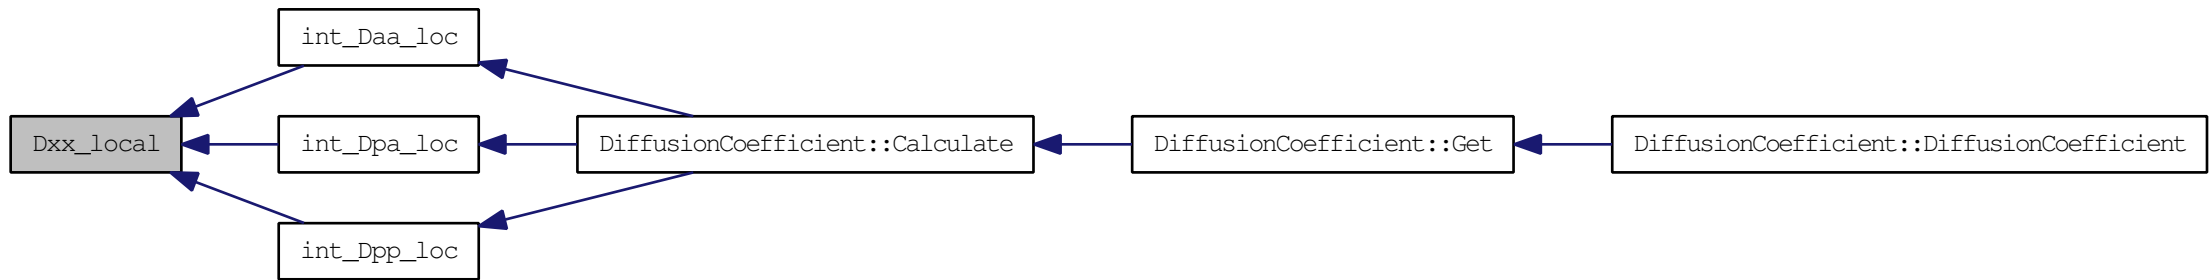 int_Daa_loc
Dxx_local
int_Dpa_loc
DiffusionCoefficient::Calculate
DiffusionCoefficient::Get
DiffusionCoefficient::DiffusionCoefficient
int_Dpp_loc